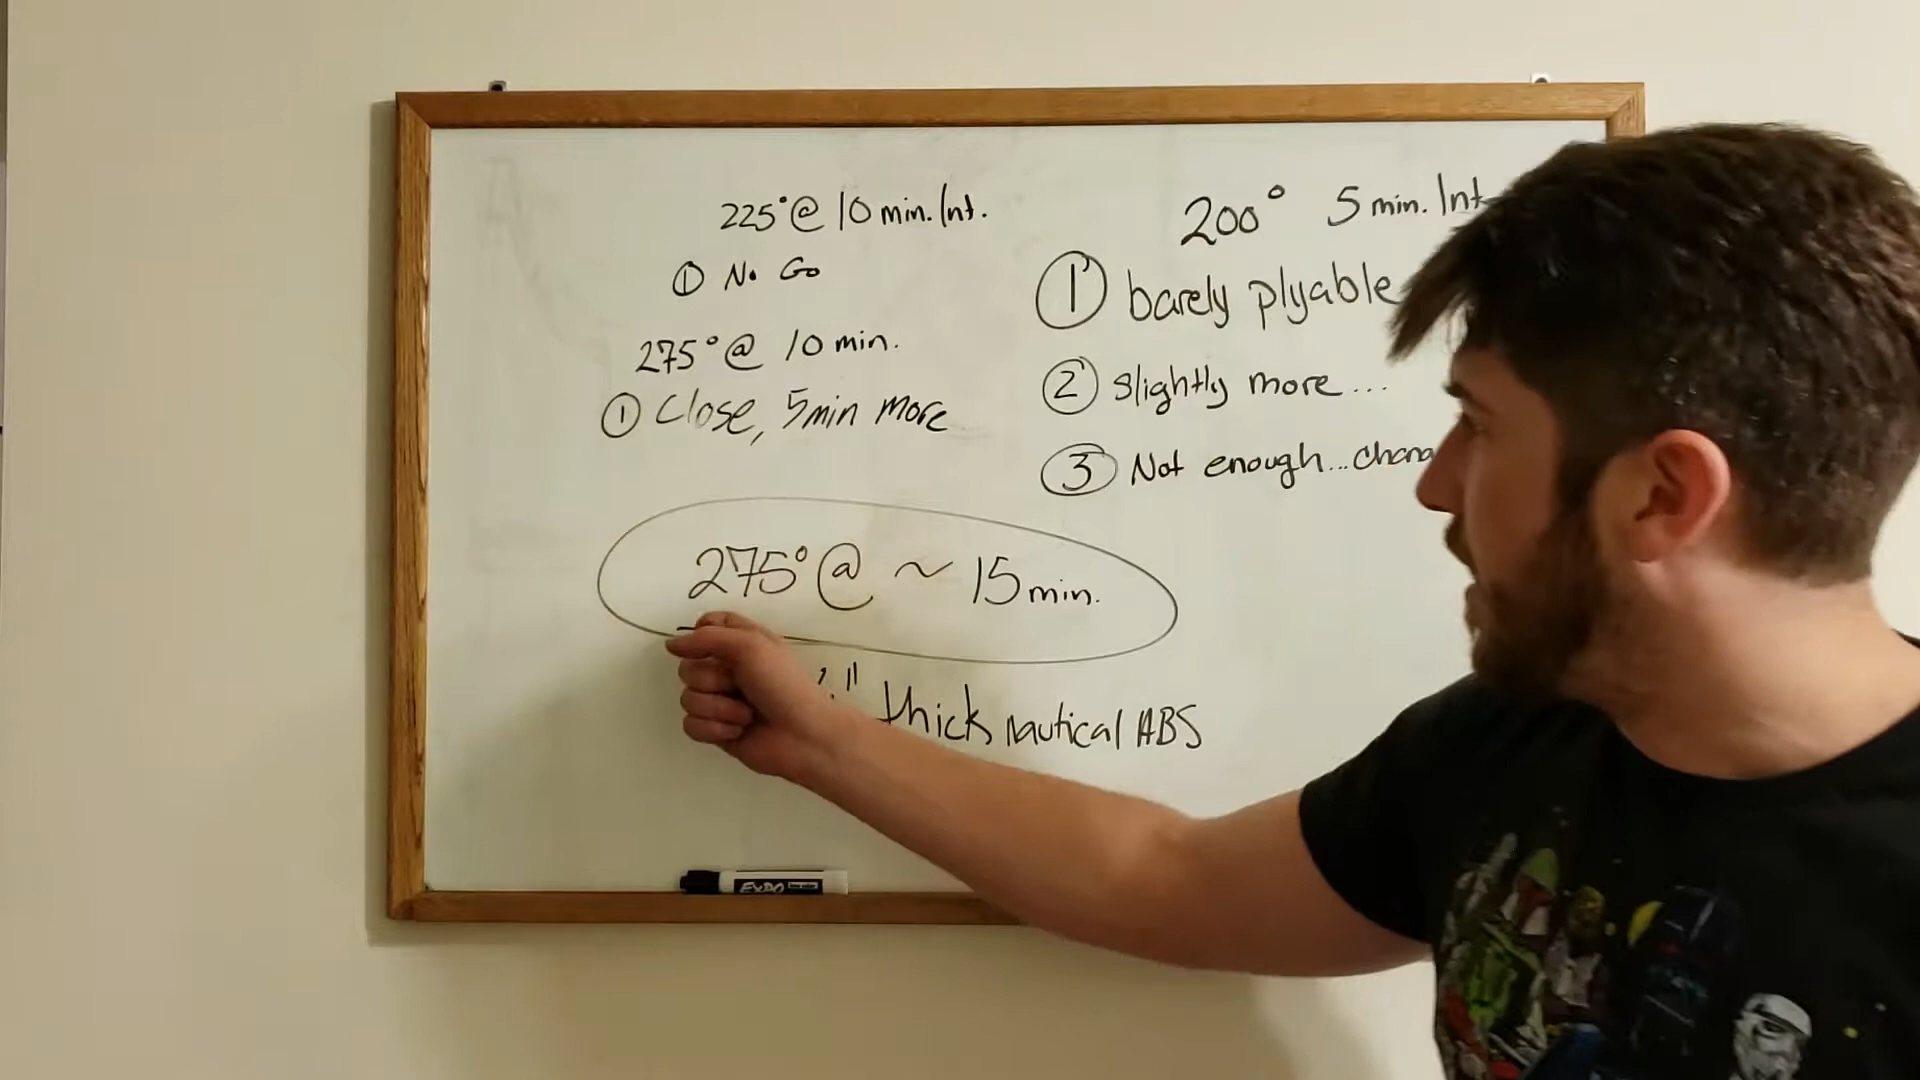 225° @ 10 min. Int.
① No Go
275° @ 10 min.
① Close, 5min more
200° 5 min. Int
① barely plyable
② slightly more...
③ Not enough...
275° @ ~ 15 min.
thick nautical ABS
EXPO